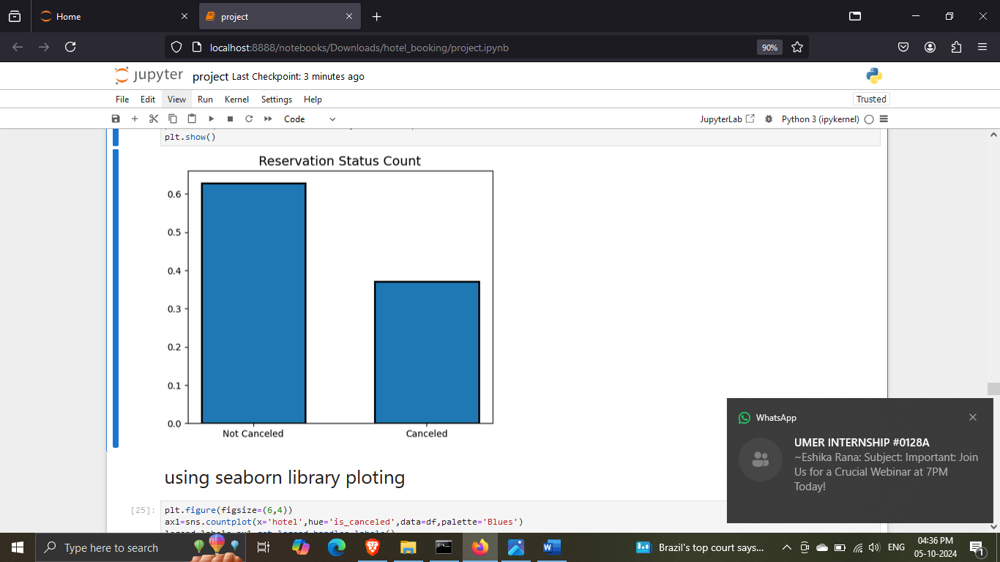 Home
project
localhost:8888/notebooks/Downloads/hotel_booking/project.ipynb
90%
jupyter project Last Checkpoint: 3 minutes ago
File Edit View Run Kernel Settings Help
Trusted
Code
JupyterLab
Python 3 (ipykernel)
plt.show()
Reservation Status Count
0.6
0.5
0.4
0.3
0.2
0.1
0.0
Not Canceled Canceled
using seaborn library ploting
[25]:
plt.figure(figsize=(6,4))
ax1=sns.countplot(x='hotel',hue='is_canceled',data=df,palette='Blues')
WhatsApp
UMER INTERNSHIP #0128A
~Eshika Rana: Subject: Important: Join
Us for a Crucial Webinar at 7PM
Today!
Type here to search
Brazil's top court says...
ENG
04:36 PM
05-10-2024
1